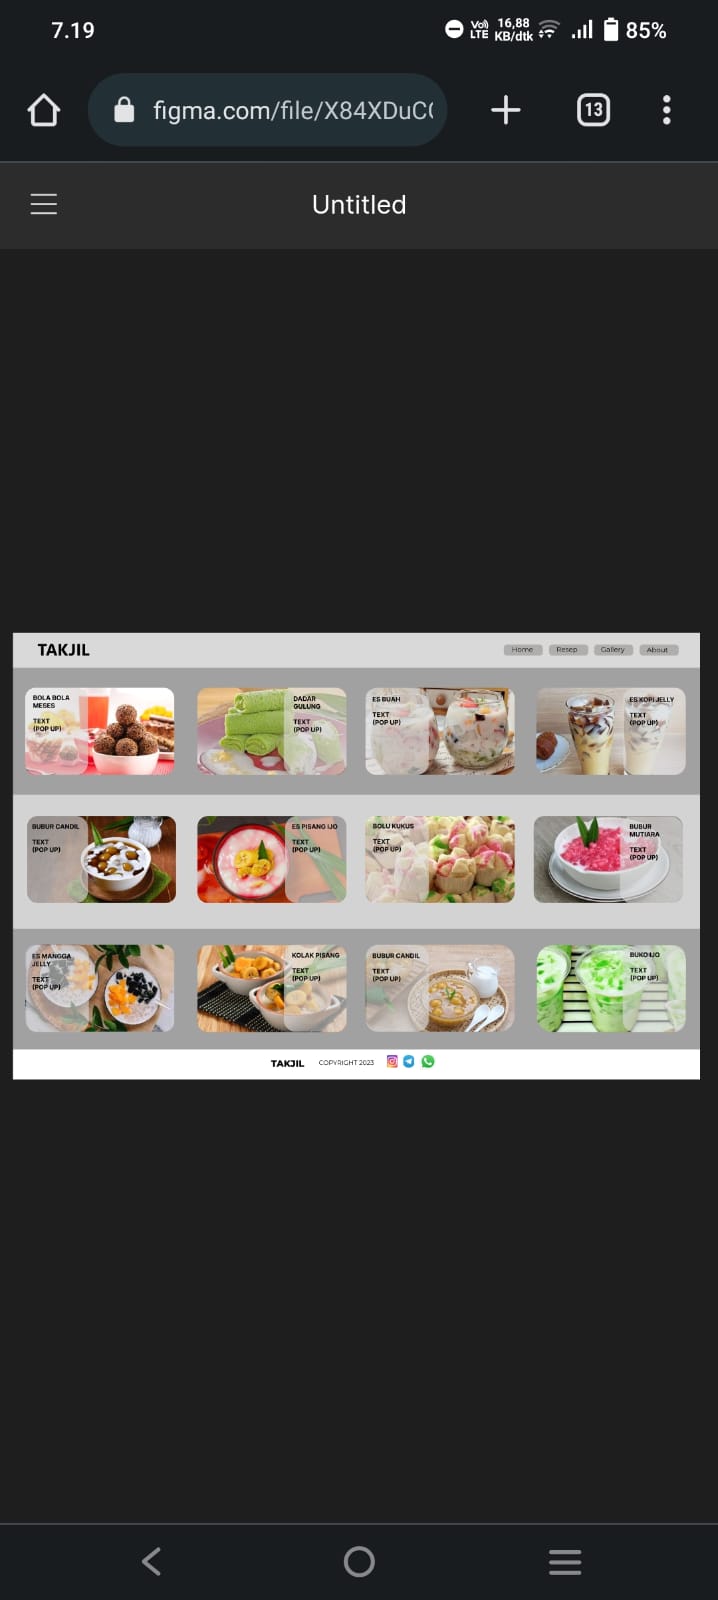 7.19
Vo))
LTE
16,88
KB/dtk
85%
figma.com/file/X84XDuC
13
Untitled
TAKJIL
Home
Resep
Gallery
About
BOLA BOLA
MESES
TEXT
(POP UP)
DADAR
GULUNG
TEXT
(POP UP)
ES BUAH
TEXT
(POP UP)
ES KOPI JELLY
TEXT
(POP UP)
BUBUR CANDIL
TEXT
(POP UP)
ES PISANG IJO
TEXT
(POP UP)
BOLU KUKUS
TEXT
(POP UP)
BUBUR
MUTIARA
TEXT
(POP UP)
ES MANGGA
JELLY
TEXT
(POP UP)
KOLAK PISANG
TEXT
(POP UP)
BUBUR CANDIL
TEXT
(POP UP)
BUKO IJO
TEXT
(POP UP)
TAKJIL
COPYRIGHT 2023